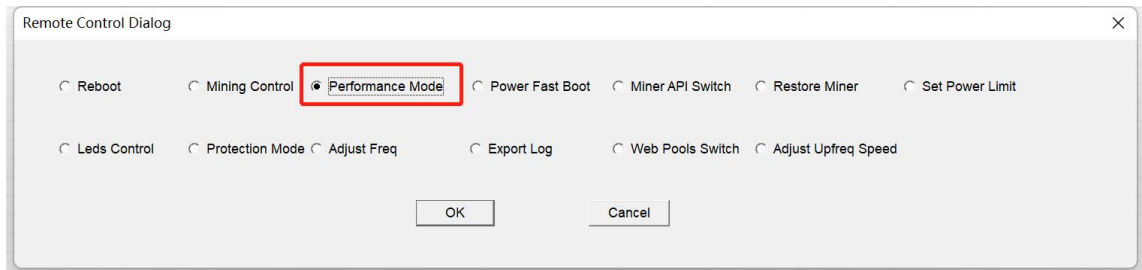 Remote Control Dialog
Reboot Mining Control Performance Mode Power Fast Boot Miner API Switch Restore Miner Set Power Limit
Leds Control Protection Mode Adjust Freq Export Log Web Pools Switch Adjust Upfreq Speed
OK Cancel